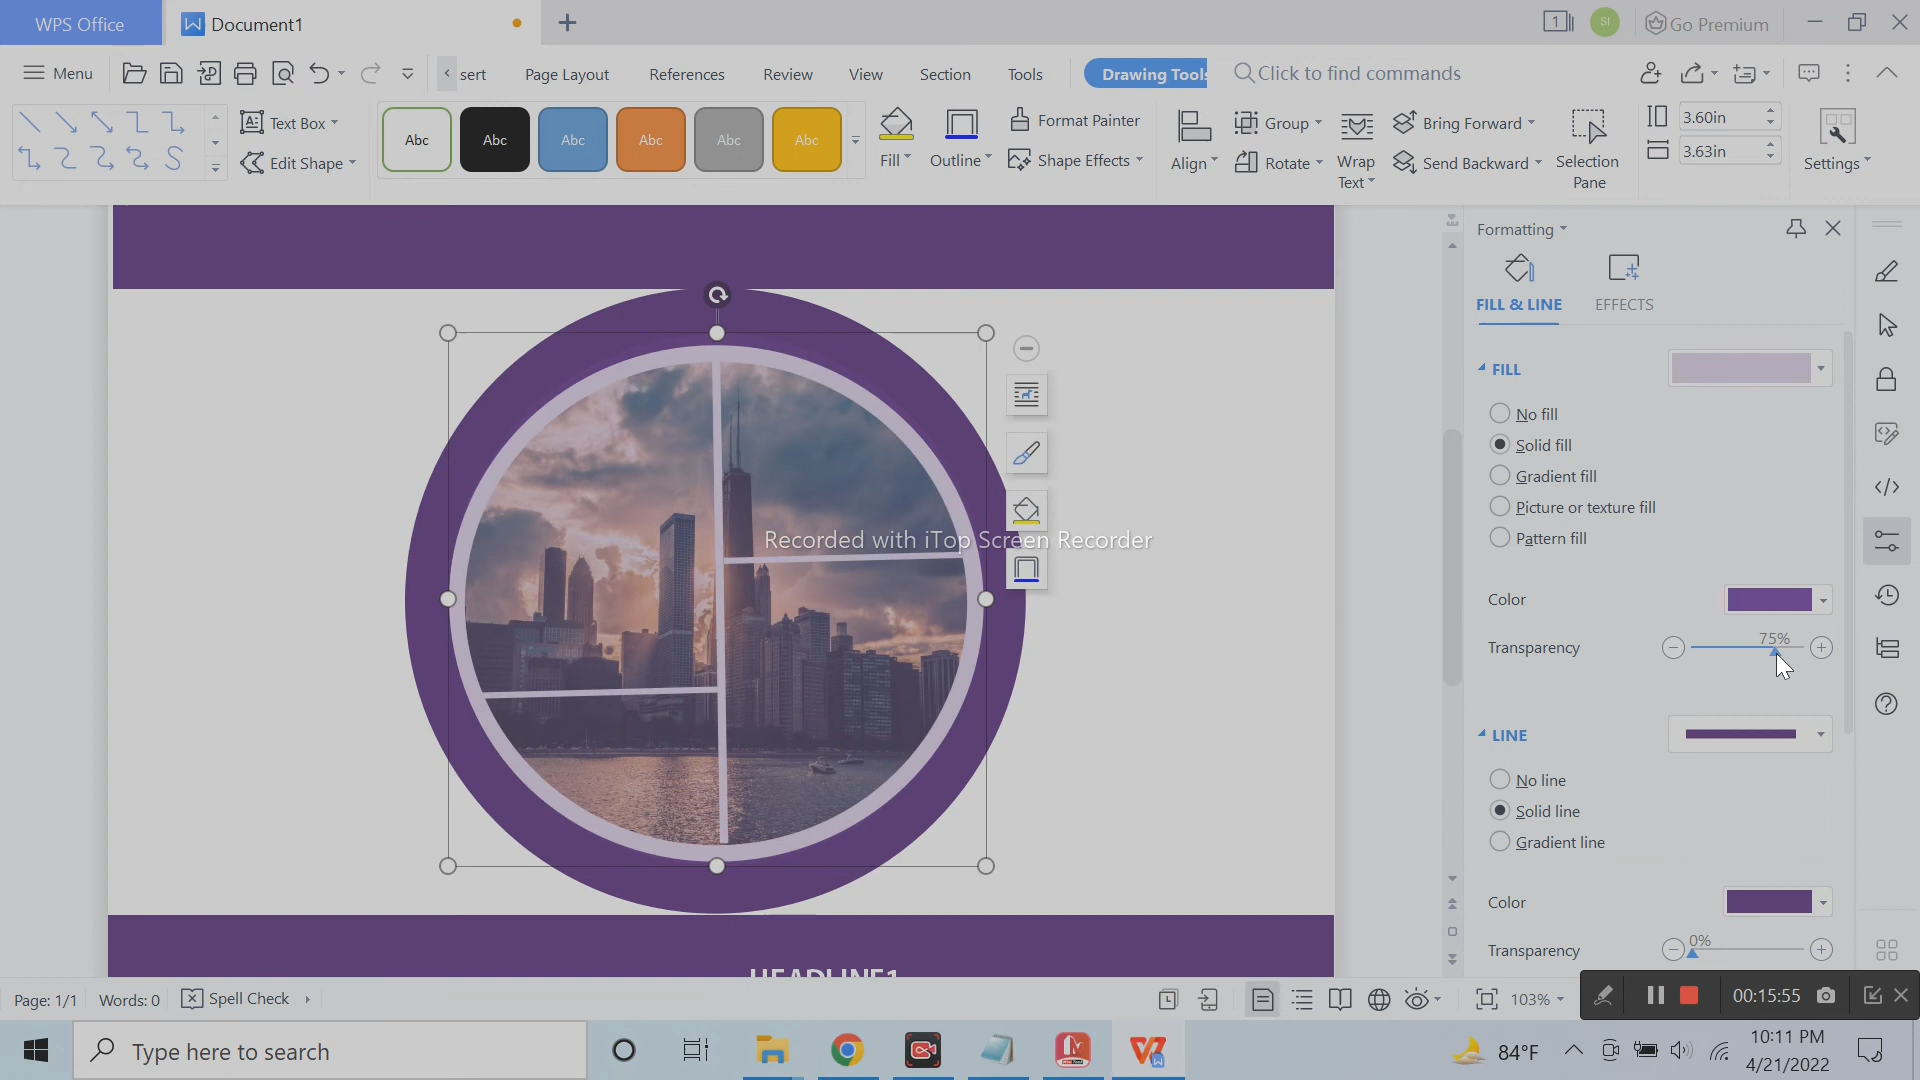 WPS Office
Document1
1
SI
Go Premium
Menu
sert
Page Layout
References
Review
View
Section
Tools
Drawing Tools
Click to find commands
Text Box
Edit Shape
Abc
Abc
Abc
Abc
Abc
Abc
Fill
Outline
Format Painter
Shape Effects
Align
Group
Rotate
Wrap
Text
Bring Forward
Send Backward
Selection
Pane
3.60in
3.63in
Settings
Formatting
FILL & LINE
EFFECTS
FILL
No fill
Solid fill
Gradient fill
Picture or texture fill
Pattern fill
Color
Transparency
75%
LINE
No line
Solid line
Gradient line
Color
Transparency
0%
Recorded with iTop Screen Recorder
HEADLINE1
Page: 1/1
Words: 0
Spell Check
103%
00:15:55
Type here to search
84°F
10:11 PM
4/21/2022